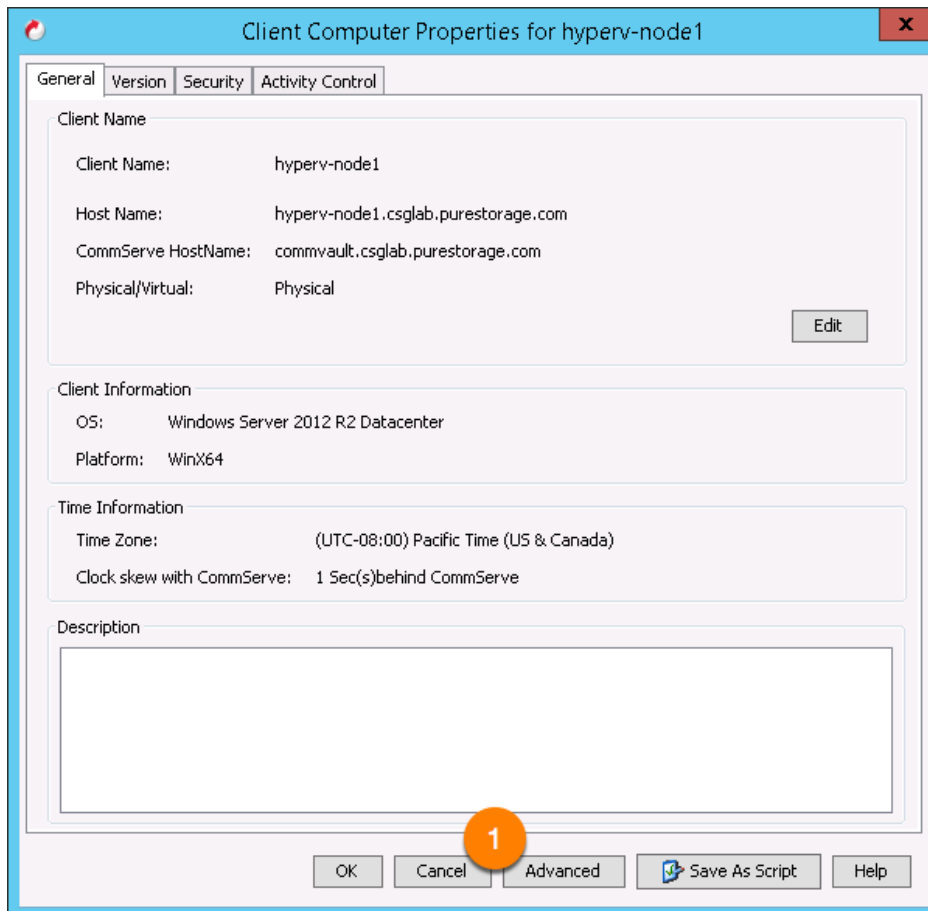 Client Computer Properties for hyperv-node1
x
General Version Security Activity Control
Client Name
Client Name: hyperv-node1
Host Name: hyperv-node1.csglab.purestorage.com
CommServe HostName: commvault.csglab.purestorage.com
Physical/Virtual: Physical
Edit
Client Information
OS: Windows Server 2012 R2 Datacenter
Platform: WinX64
Time Information
Time Zone: (UTC-08:00) Pacific Time (US & Canada)
Clock skew with CommServe: 1 Sec(s)behind CommServe
Description
1
OK Cancel Advanced Save As Script Help